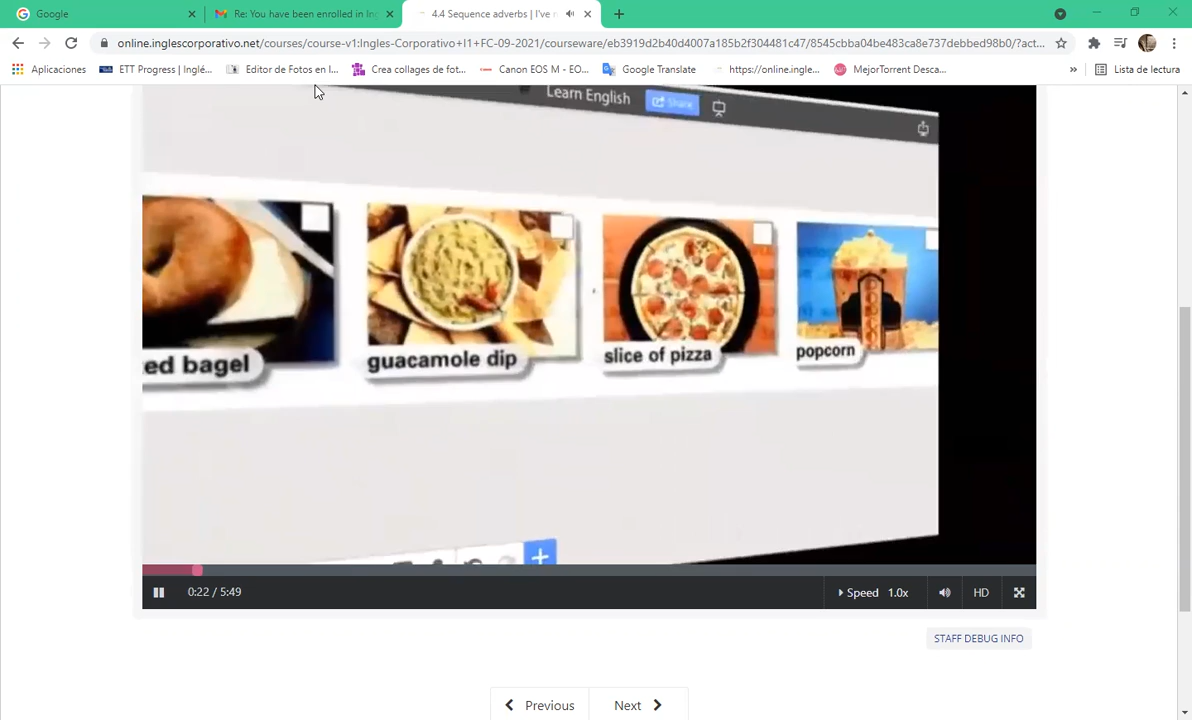 Google
Re: You have been enrolled in Ing
4.4 Sequence adverbs | I've r
online.inglescorporativo.net/courses/course-v1:Ingles-Corporativo+I1+FC-09-2021/courseware/eb3919d2b40d4007a185b2f304481c47/8545cbba04be483ca8e737debbed98b0/?act...
Aplicaciones
ETT Progress | Inglé...
Editor de Fotos en l...
Crea collages de fot...
Canon EOS M - EO...
Google Translate
https://online.ingle...
MejorTorrent Desca...
»
Lista de lectura
Learn English
Share
ed bagel
guacamole dip
slice of pizza
popcorn
0:22 / 5:49
Speed 1.0x
HD
STAFF DEBUG INFO
Previous
Next